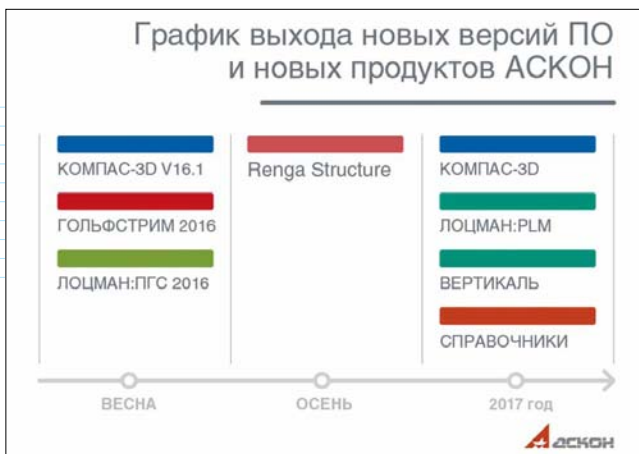 График выхода новых версий ПО
и новых продуктов АСКОН
КОМПАС-3D V16.1
ГОЛЬФСТРИМ 2016
ЛОЦМАН:ПГС 2016
Renga Structure
КОМПАС-3D
ЛОЦМАН:PLM
ВЕРТИКАЛЬ
СПРАВОЧНИКИ
ВЕСНА
ОСЕНЬ
2017 год
АСКОН